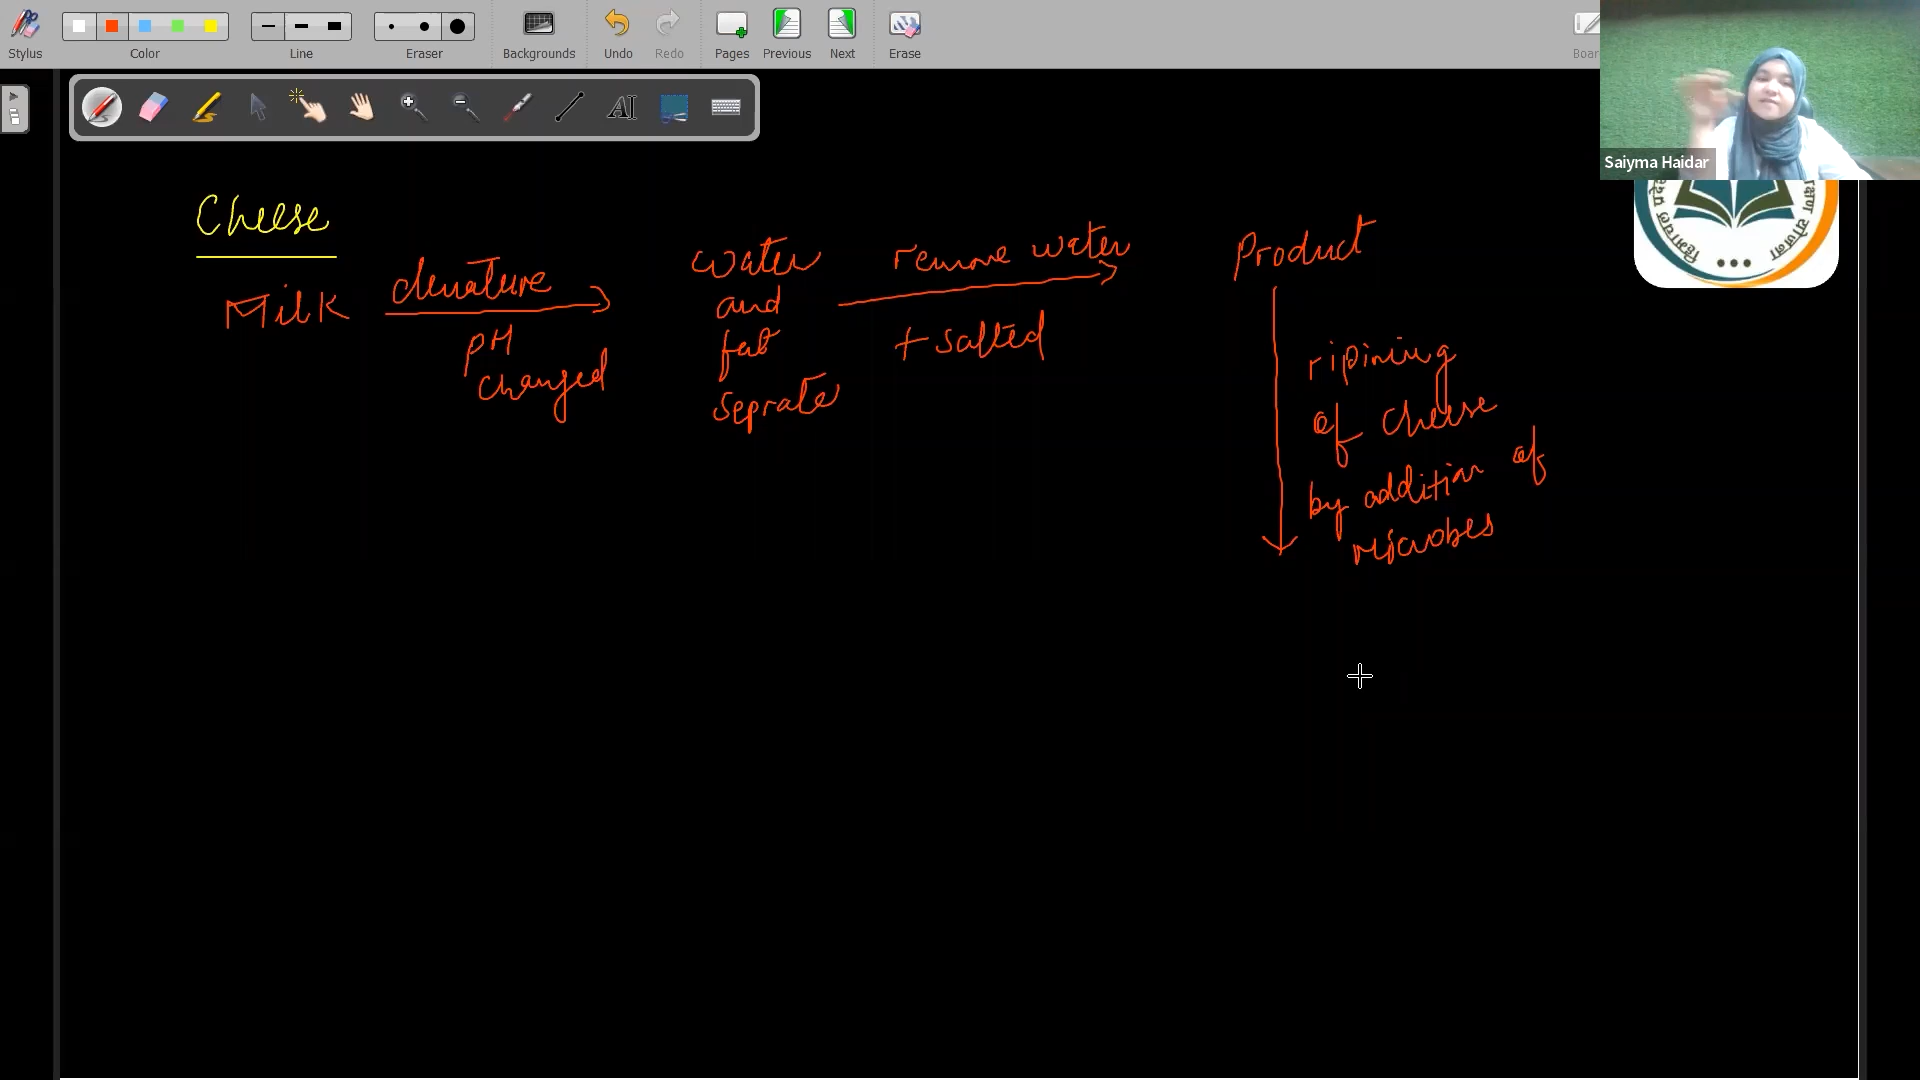 Stylus
Color
Line
Eraser
Backgrounds
Undo
Redo
Pages
Previous
Next
Erase
Boar
Saiyma Haidar
Cheese
Milk
denature
pH
changed
water
and
fat
seprate
remove water
+ salted
Product
ripining
of cheese
by addition of
microbes